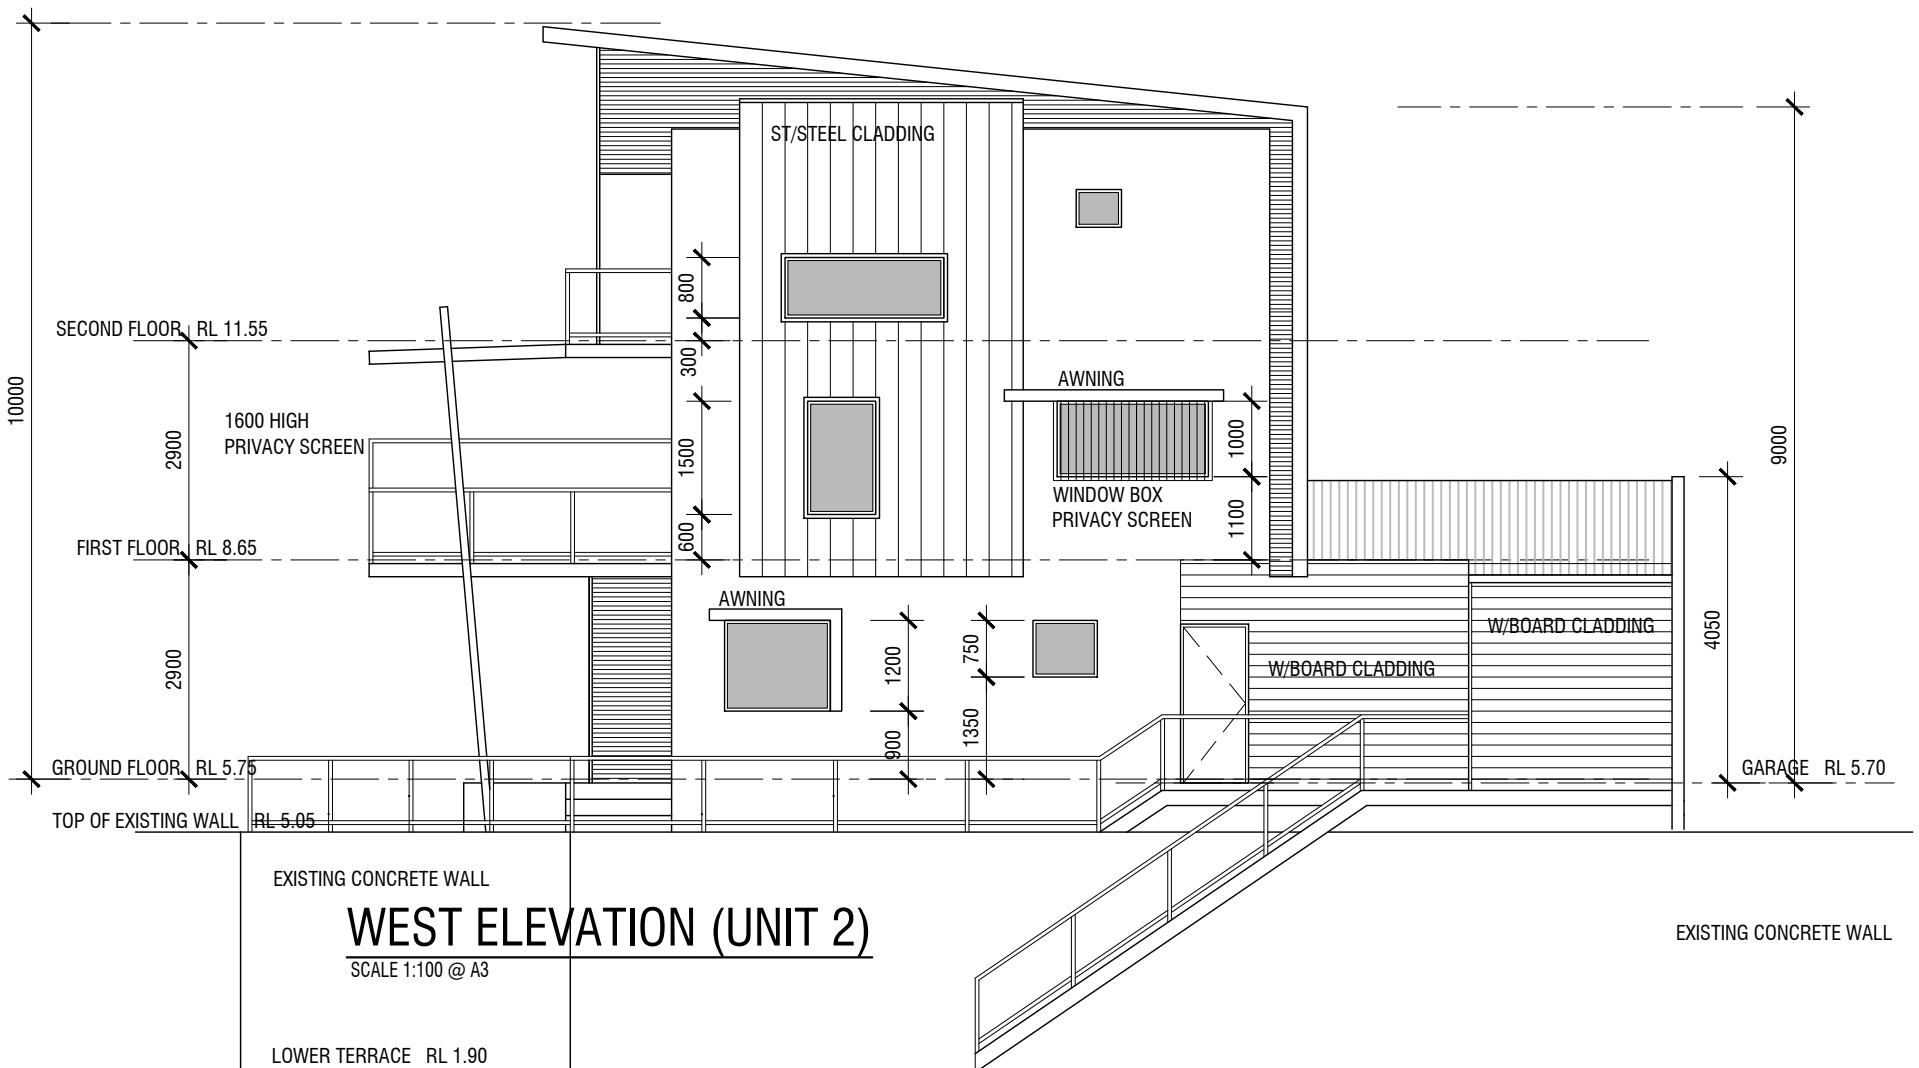 ST/STEEL CLADDING
800
SECOND FLOOR RL 11.55
300
10000
AWNING
1600 HIGH
PRIVACY SCREEN
2900
1500
1000
9000
WINDOW BOX
PRIVACY SCREEN
1100
600
FIRST FLOOR RL 8.65
AWNING
W/BOARD CLADDING
4050
2900
1200
750
W/BOARD CLADDING
1350
900
GROUND FLOOR RL 5.75
GARAGE RL 5.70
TOP OF EXISTING WALL RL 5.05
EXISTING CONCRETE WALL
WEST ELEVATION (UNIT 2)
SCALE 1:100 @ A3
EXISTING CONCRETE WALL
LOWER TERRACE RL 1.90